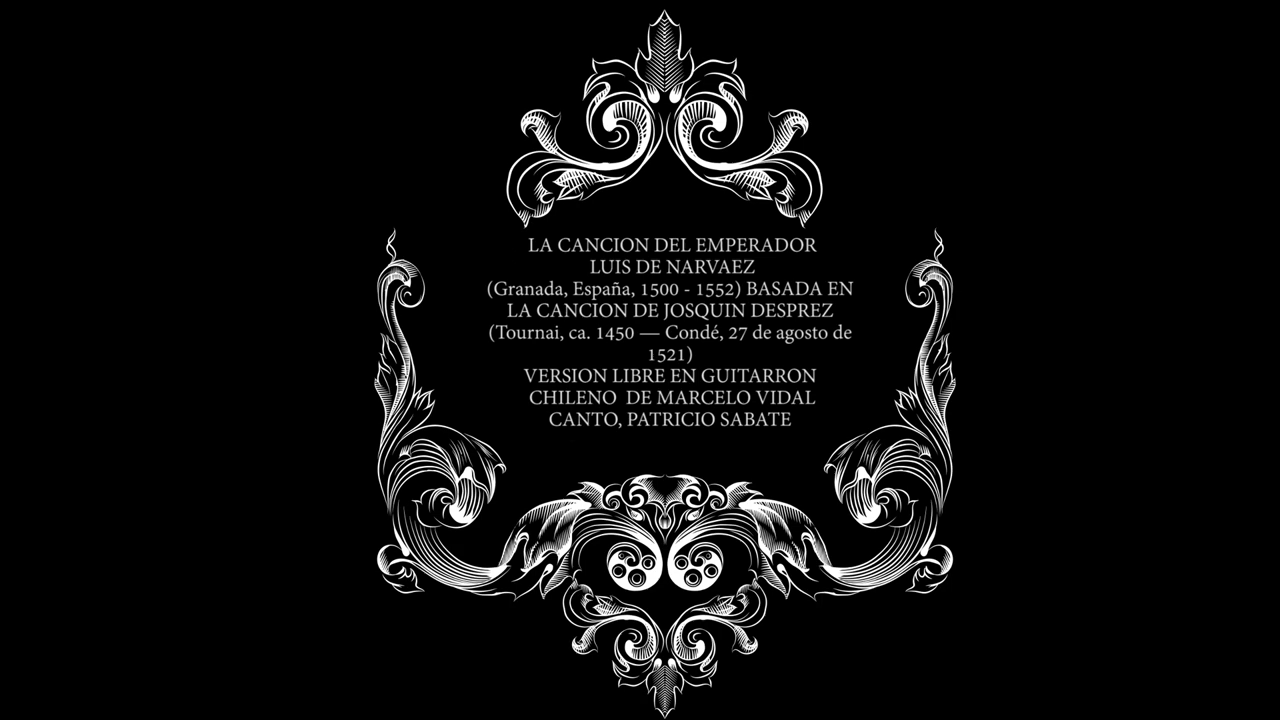 LA CANCION DEL EMPERADOR
LUIS DE NARVAEZ
(Granada, España, 1500 - 1552) BASADA EN
LA CANCION DE JOSQUIN DESPREZ
(Tournai, ca. 1450 — Condé, 27 de agosto de
1521)
VERSION LIBRE EN GUITARRON
CHILENO  DE MARCELO VIDAL
CANTO, PATRICIO SABATE